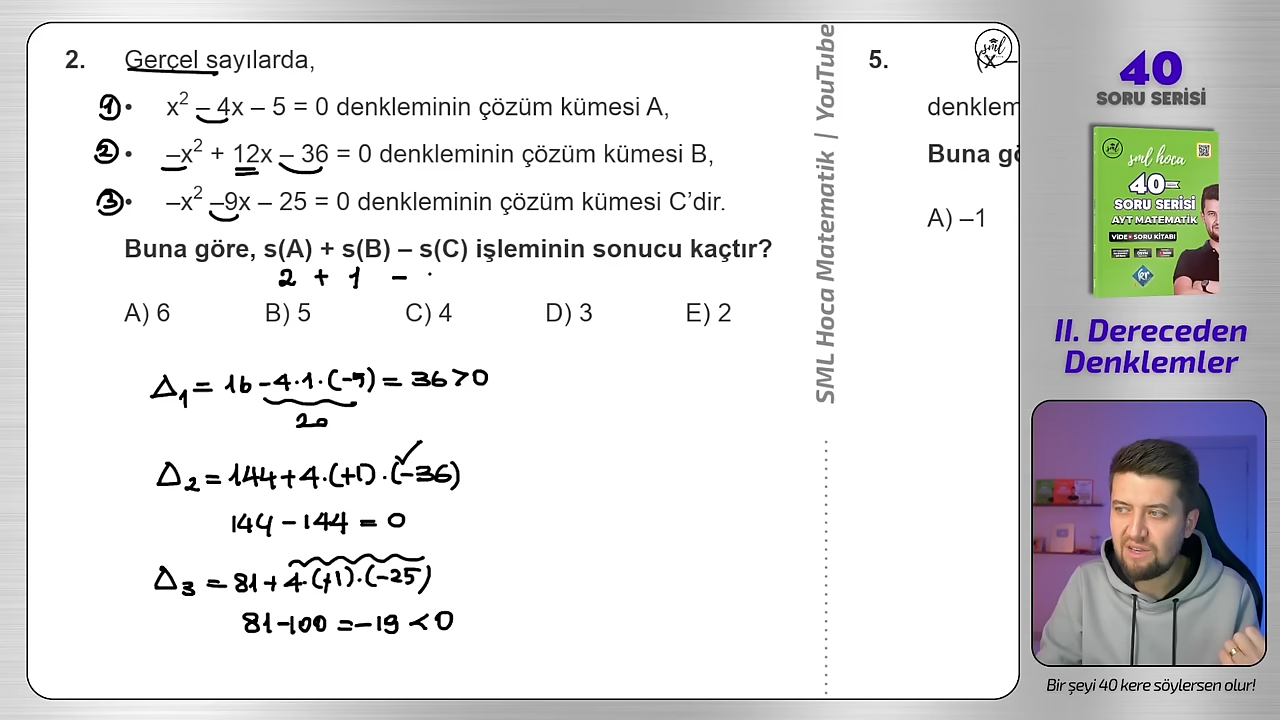 2. Gerçel sayılarda,
1 • x² – 4x – 5 = 0 denkleminin çözüm kümesi A,
2 • –x² + 12x – 36 = 0 denkleminin çözüm kümesi B,
3 • –x² –9x – 25 = 0 denkleminin çözüm kümesi C’dir.
Buna göre, s(A) + s(B) – s(C) işleminin sonucu kaçtır?
2 + 1 –
A) 6 B) 5 C) 4 D) 3 E) 2
Δ₁ = 16 -4·1·(-5) = 36 > 0
20
Δ₂ = 144+4·(+1)·(-36)
144 - 144 = 0
Δ₃ = 81+4·(+1)·(-25)
81-100 = -19 < 0
SML Hoca Matematik | YouTube
5. (x –
sml
denklem
Buna gö
A) –1
40
SORU SERİSİ
sml hoca
40
SORU SERİSİ
AYT MATEMATİK
VİDEO SORU KİTABI
II. Dereceden
Denklemler
Bir şeyi 40 kere söylersen olur!